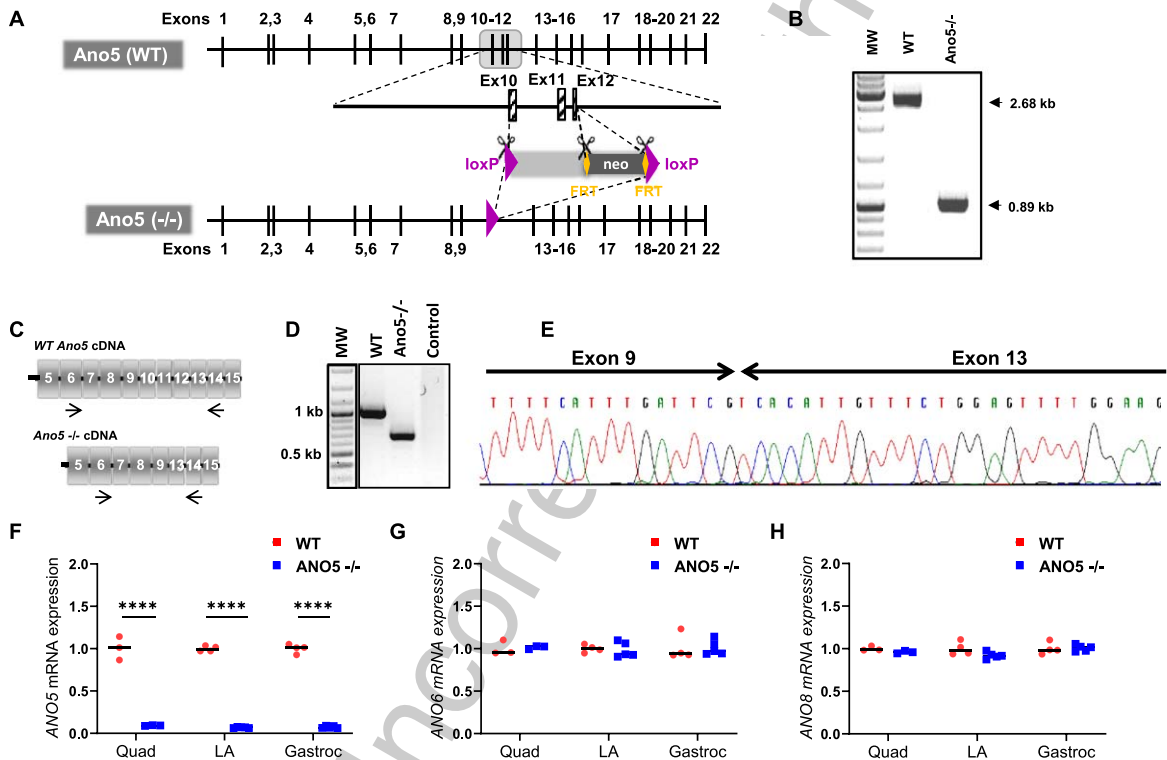 A
Exons 1 2,3 4 5,6 7 8,9 10-12 13-16 17 18-20 21 22
Ano5 (WT)
Ex10 Ex11 Ex12
loxP neo loxP
FRT FRT
Ano5 (-/-)
Exons 1 2,3 4 5,6 7 8,9 13-16 17 18-20 21 22
B
MW WT Ano5-/-
2.68 kb
0.89 kb
C
WT Ano5 cDNA
5 6 7 8 9 10 11 12 13 14 15
Ano5 -/- cDNA
5 6 7 8 9 13 14 15
D
MW WT Ano5-/- Control
1 kb
0.5 kb
E
Exon 9 Exon 13
T T T T C A T T T G A T T C G T C A C A T T G T T T C T G G A G T T T T G G A A G
F
WT
ANO5 -/-
ANO5 mRNA expression
2.0
1.5
1.0
0.5
0.0
**** **** ****
Quad LA Gastroc
G
WT
ANO5 -/-
ANO6 mRNA expression
2.0
1.5
1.0
0.5
0.0
Quad LA Gastroc
H
WT
ANO5 -/-
ANO8 mRNA expression
2.0
1.5
1.0
0.5
0.0
Quad LA Gastroc
Uncorre